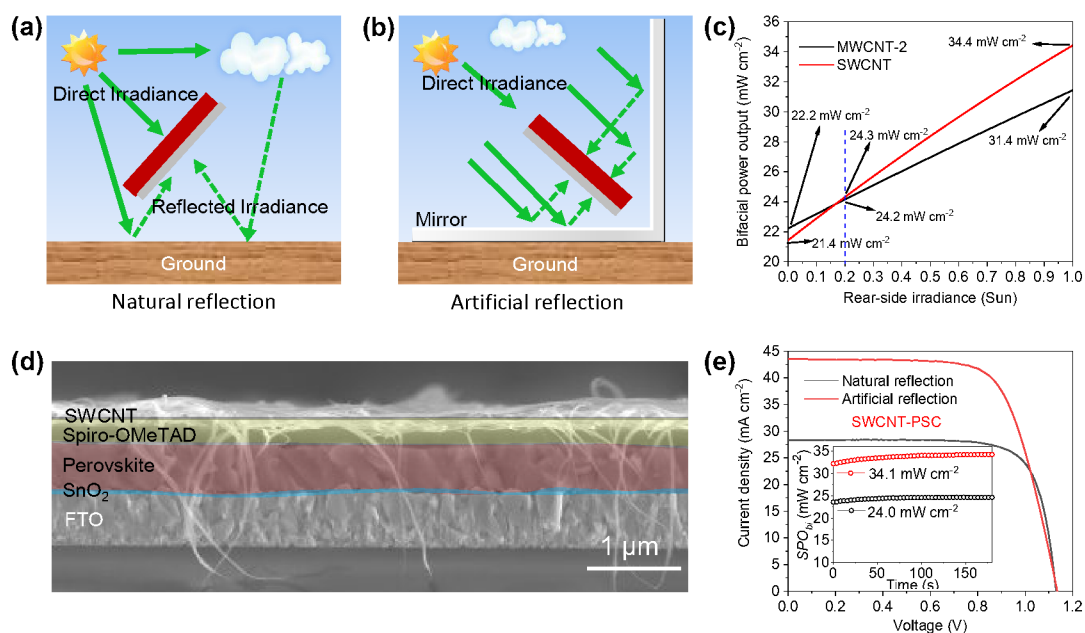 (a)
Direct Irradiance
Reflected Irradiance
Ground
Natural reflection
(b)
Direct Irradiance
Mirror
Ground
Artificial reflection
(c)
Bifacial power output (mW cm⁻²)
36
34
32
30
28
26
24
22
20
MWCNT-2
SWCNT
34.4 mW cm⁻²
22.2 mW cm⁻²
24.3 mW cm⁻²
31.4 mW cm⁻²
24.2 mW cm⁻²
21.4 mW cm⁻²
0.0 0.1 0.2 0.3 0.4 0.5 0.6 0.7 0.8 0.9 1.0
Rear-side irradiance (Sun)
(d)
SWCNT
Spiro-OMeTAD
Perovskite
SnO₂
FTO
1 μm
(e)
Current density (mA cm⁻²)
45
40
35
30
25
20
15
10
5
0
Natural reflection
Artificial reflection
SWCNT-PSC
SPO_bi (mW cm⁻²)
35
30
25
20
15
10
34.1 mW cm⁻²
24.0 mW cm⁻²
0 50 100 150
Time (s)
0.0 0.2 0.4 0.6 0.8 1.0 1.2
Voltage (V)